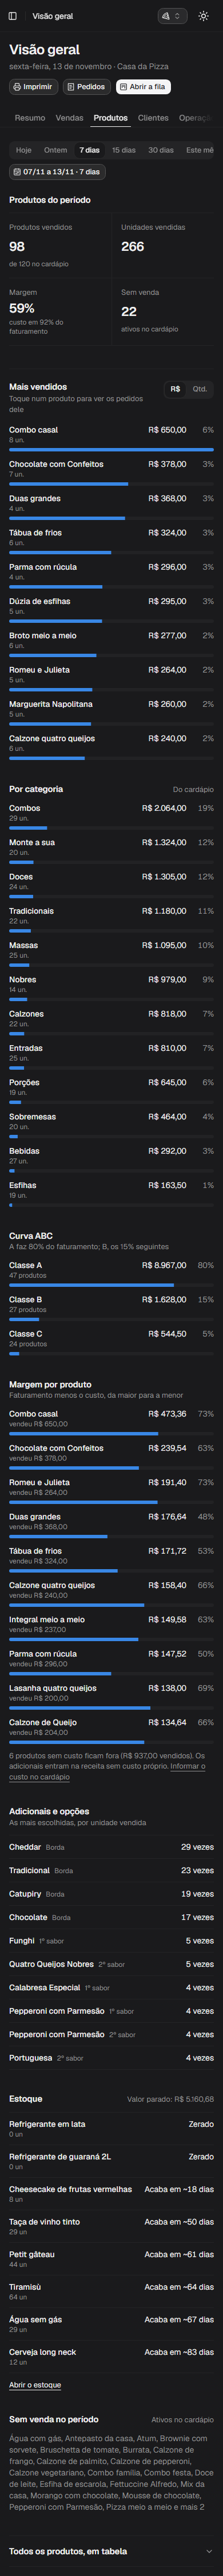 Visão geral
Visão geral
sexta-feira, 13 de novembro · Casa da Pizza
Imprimir
Pedidos
Abrir a fila
Resumo
Vendas
Produtos
Clientes
Operaçã
Hoje
Ontem
7 dias
15 dias
30 dias
Este mê
07/11 a 13/11 · 7 dias
Produtos do período
Produtos vendidos
98
de 120 no cardápio
Unidades vendidas
266
Margem
59%
custo em 92% do
faturamento
Sem venda
22
ativos no cardápio
Mais vendidos
Toque num produto para ver os pedidos
dele
R$
Qtd.
Combo casal R$ 650,00 6%
8 un.
Chocolate com Confeitos R$ 378,00 3%
7 un.
Duas grandes R$ 368,00 3%
4 un.
Tábua de frios R$ 324,00 3%
6 un.
Parma com rúcula R$ 296,00 3%
4 un.
Dúzia de esfihas R$ 295,00 3%
5 un.
Broto meio a meio R$ 277,00 2%
6 un.
Romeu e Julieta R$ 264,00 2%
5 un.
Marguerita Napolitana R$ 260,00 2%
5 un.
Calzone quatro queijos R$ 240,00 2%
6 un.
Por categoria Do cardápio
Combos R$ 2.064,00 19%
29 un.
Monte a sua R$ 1.324,00 12%
20 un.
Doces R$ 1.305,00 12%
24 un.
Tradicionais R$ 1.180,00 11%
22 un.
Massas R$ 1.095,00 10%
25 un.
Nobres R$ 979,00 9%
14 un.
Calzones R$ 818,00 7%
22 un.
Entradas R$ 810,00 7%
25 un.
Porções R$ 645,00 6%
19 un.
Sobremesas R$ 464,00 4%
20 un.
Bebidas R$ 292,00 3%
27 un.
Esfihas R$ 163,50 1%
19 un.
Curva ABC
A faz 80% do faturamento; B, os 15% seguintes
Classe A R$ 8.967,00 80%
47 produtos
Classe B R$ 1.628,00 15%
27 produtos
Classe C R$ 544,50 5%
24 produtos
Margem por produto
Faturamento menos o custo, da maior para a menor
Combo casal R$ 473,36 73%
vendeu R$ 650,00
Chocolate com Confeitos R$ 239,54 63%
vendeu R$ 378,00
Romeu e Julieta R$ 191,40 73%
vendeu R$ 264,00
Duas grandes R$ 176,64 48%
vendeu R$ 368,00
Tábua de frios R$ 171,72 53%
vendeu R$ 324,00
Calzone quatro queijos R$ 158,40 66%
vendeu R$ 240,00
Integral meio a meio R$ 149,58 63%
vendeu R$ 237,00
Parma com rúcula R$ 147,52 50%
vendeu R$ 296,00
Lasanha quatro queijos R$ 138,00 69%
vendeu R$ 200,00
Calzone de Queijo R$ 134,64 66%
vendeu R$ 204,00
6 produtos sem custo ficam fora (R$ 937,00 vendidos). Os
adicionais entram na receita sem custo próprio. Informar o
custo no cardápio
Adicionais e opções
As mais escolhidas, por unidade vendida
Cheddar Borda 29 vezes
Tradicional Borda 23 vezes
Catupiry Borda 19 vezes
Chocolate Borda 17 vezes
Funghi 1º sabor 5 vezes
Quatro Queijos Nobres 2º sabor 5 vezes
Calabresa Especial 1º sabor 4 vezes
Pepperoni com Parmesão 1º sabor 4 vezes
Pepperoni com Parmesão 2º sabor 4 vezes
Portuguesa 2º sabor 4 vezes
Estoque Valor parado: R$ 5.160,68
Refrigerante em lata Zerado
0 un
Refrigerante de guaraná 2L Zerado
0 un
Cheesecake de frutas vermelhas Acaba em ~18 dias
8 un
Taça de vinho tinto Acaba em ~50 dias
29 un
Petit gâteau Acaba em ~61 dias
44 un
Tiramisù Acaba em ~64 dias
64 un
Água sem gás Acaba em ~67 dias
29 un
Cerveja long neck Acaba em ~83 dias
12 un
Abrir o estoque
Sem venda no período Ativos no cardápio
Água com gás, Antepasto da casa, Atum, Brownie com
sorvete, Bruschetta de tomate, Burrata, Calzone de
frango, Calzone de palmito, Calzone de pepperoni,
Calzone vegetariano, Combo família, Combo festa, Doce
de leite, Esfiha de escarola, Fettuccine Alfredo, Mix da
casa, Morango com chocolate, Mousse de chocolate,
Pepperoni com Parmesão, Pizza meio a meio e mais 2
Todos os produtos, em tabela